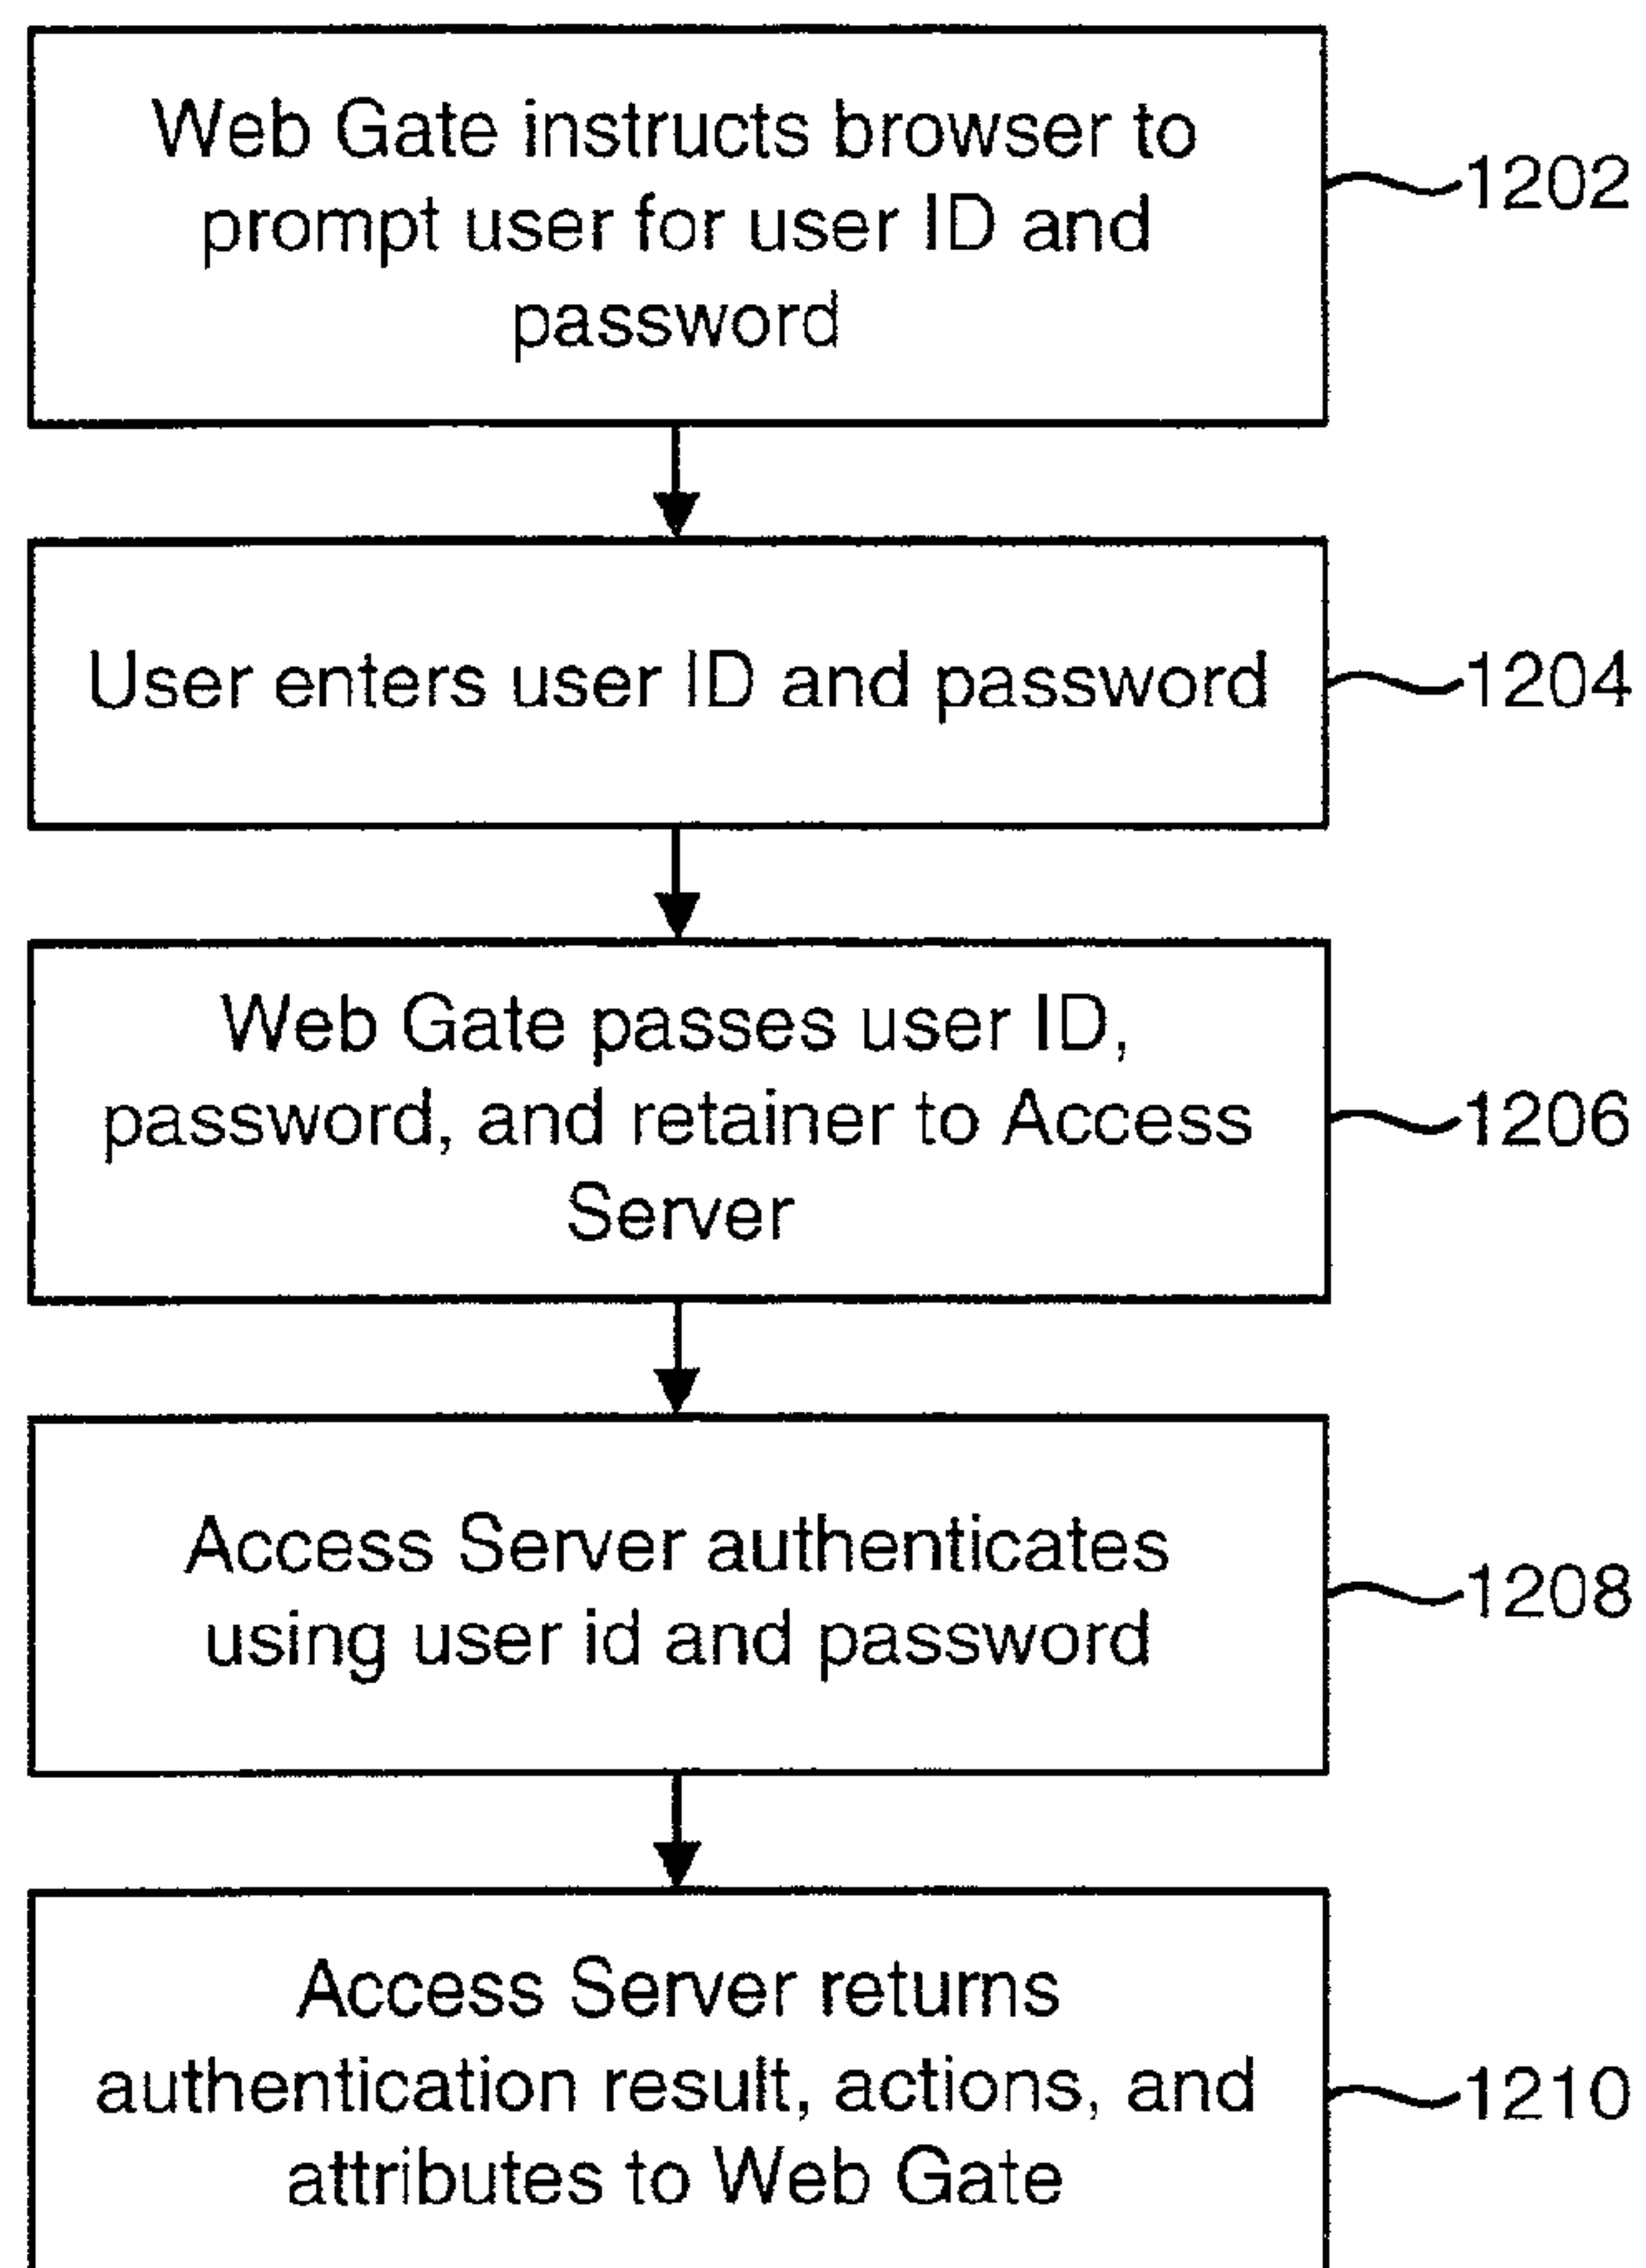 Web Gate instructs browser to
prompt user for user ID and
password
1202
User enters user ID and password
1204
Web Gate passes user ID,
password, and retainer to Access
Server
1206
Access Server authenticates
using user id and password
1208
Access Server returns
authentication result, actions, and
attributes to Web Gate
1210